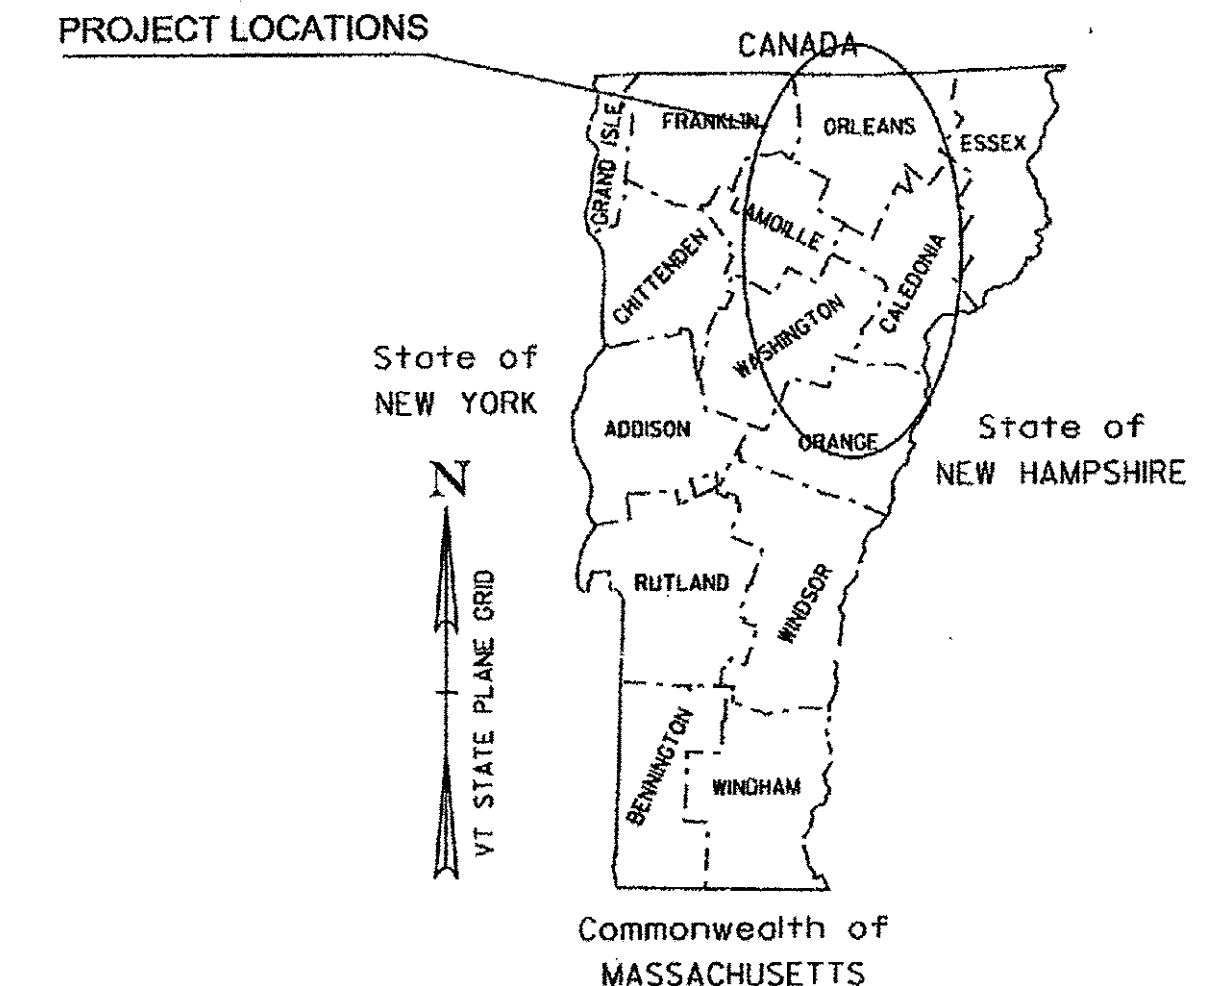 PROJECT LOCATIONS
CANADA
FRANKLIN
ORLEANS
ESSEX
GRAND ISLE
LAMOILLE
CHITTENDEN
CALEDONIA
WASHINGTON
State of
NEW YORK
ADDISON
ORANGE
State of
NEW HAMPSHIRE
N
VT STATE PLANE GRID
RUTLAND
WINDSOR
BENNINGTON
WINDHAM
Commonwealth of
MASSACHUSETTS